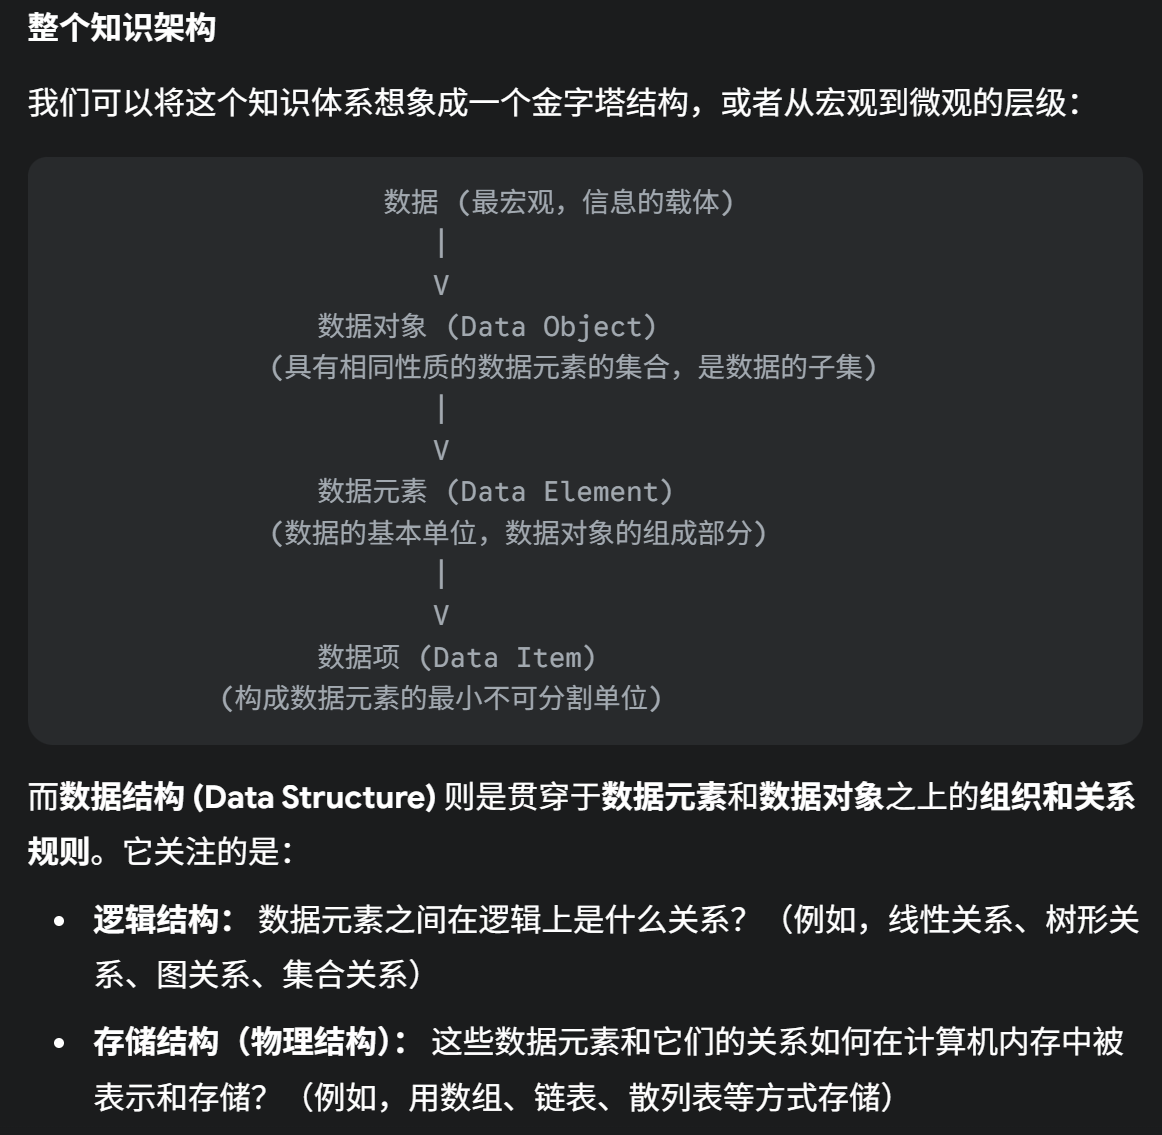 整个知识架构
我们可以将这个知识体系想象成一个金字塔结构，或者从宏观到微观的层级：
数据 (最宏观，信息的载体)
|
V
数据对象 (Data Object)
(具有相同性质的数据元素的集合，是数据的子集)
|
V
数据元素 (Data Element)
(数据的基本单位，数据对象的组成部分)
|
V
数据项 (Data Item)
(构成数据元素的最小不可分割单位)
而数据结构 (Data Structure) 则是贯穿于数据元素和数据对象之上的组织和关系
规则。它关注的是：
• 逻辑结构： 数据元素之间在逻辑上是什么关系？（例如，线性关系、树形关
系、图关系、集合关系）
• 存储结构（物理结构）： 这些数据元素和它们的关系如何在计算机内存中被
表示和存储？（例如，用数组、链表、散列表等方式存储）